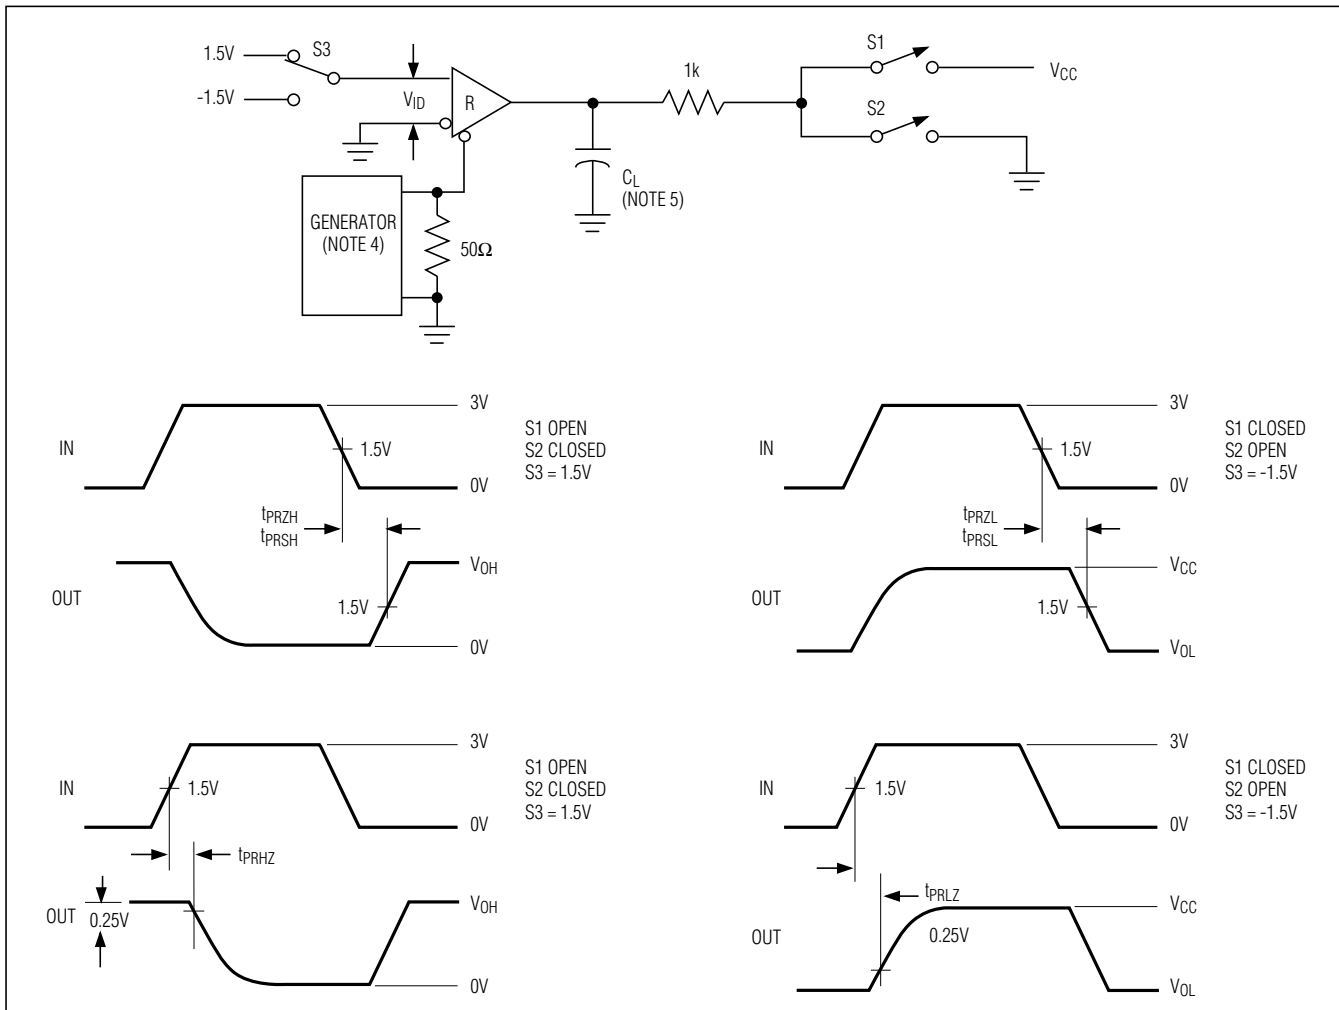 1.5V
S3
-1.5V
VID
R
1k
S1
VCC
S2
CL
(NOTE 5)
GENERATOR
(NOTE 4)
50Ω
IN
3V
1.5V
0V
S1 OPEN
S2 CLOSED
S3 = 1.5V
tPRZH
tPRSH
OUT
VOH
1.5V
0V
IN
3V
1.5V
0V
S1 CLOSED
S2 OPEN
S3 = -1.5V
tPRZL
tPRSL
OUT
VCC
1.5V
VOL
IN
3V
1.5V
0V
S1 OPEN
S2 CLOSED
S3 = 1.5V
tPRHZ
OUT
0.25V
VOH
0V
IN
3V
1.5V
0V
S1 CLOSED
S2 OPEN
S3 = -1.5V
tPRLZ
OUT
VCC
0.25V
VOL